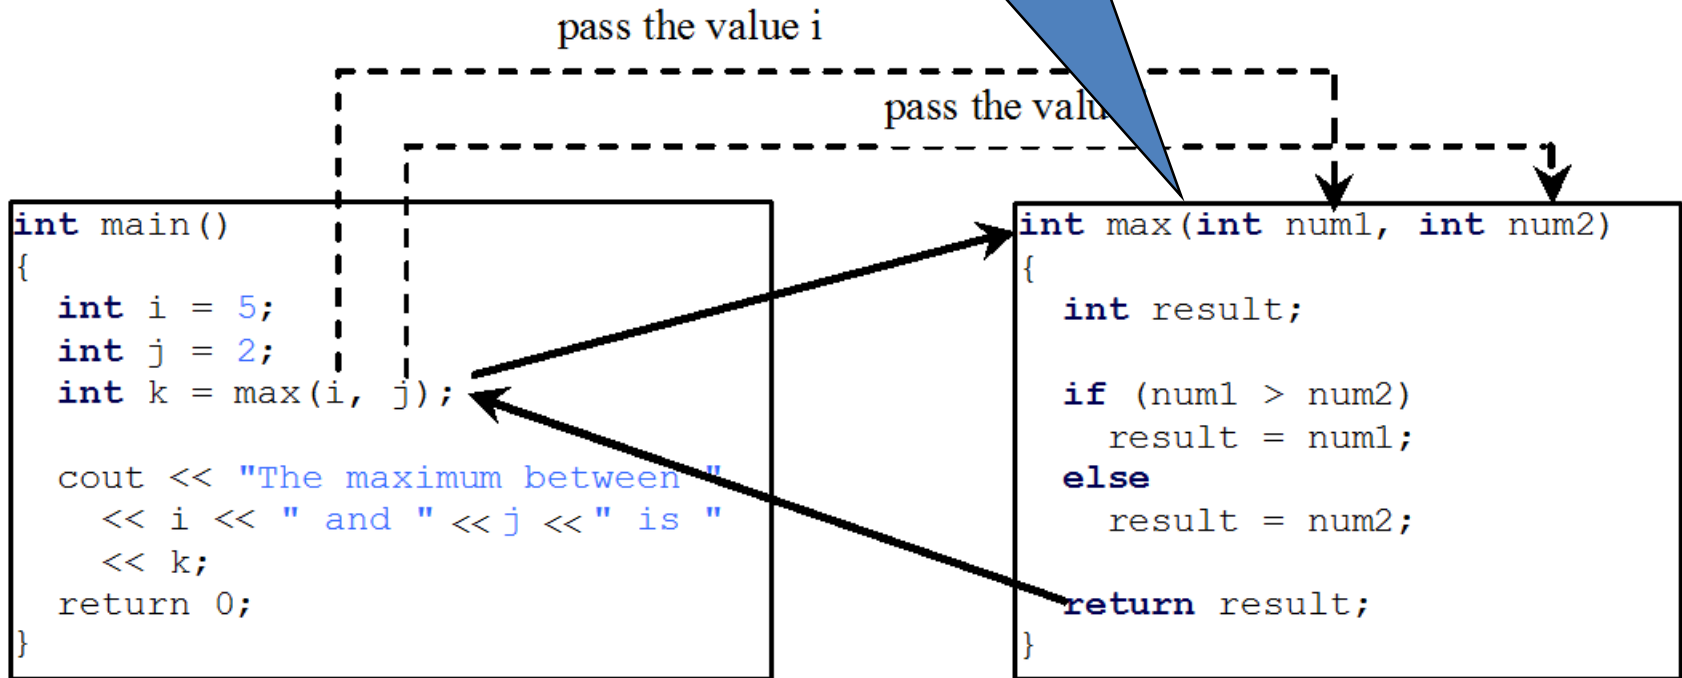 pass the value i
pass the
int main()
{
int i = 5;
int j = 2;
int k = max(i, j);
cout << "The maximum between "
<< i << " and " << j << " is "
<< k;
return 0;
}
int max(int num1, int num2)
{
int result;
if (num1 > num2)
result = num1;
else
result = num2;
return result;
}